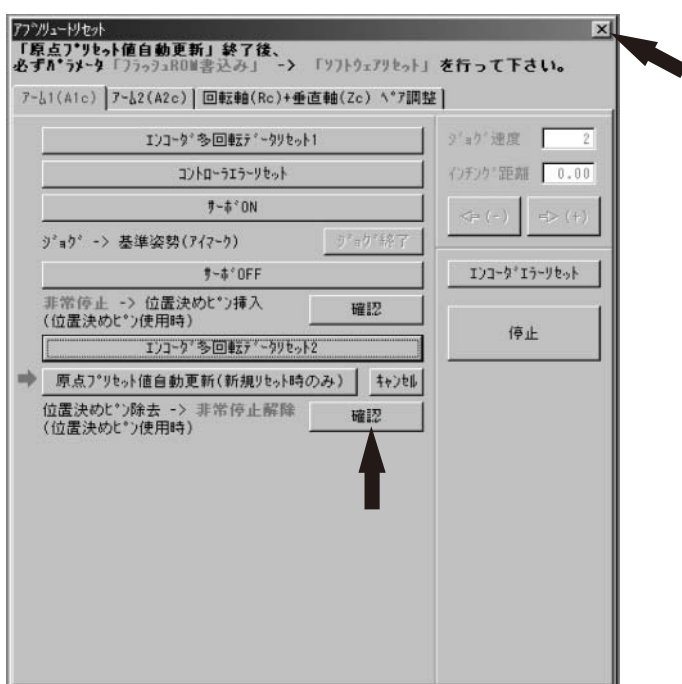 アブソリュートリセット
「原点プリセット値自動更新」終了後、
必ずパラメータ「フラッシュROM書込み」 -> 「ソフトウェアリセット」 を行って下さい。
アーム1(A1c) アーム2(A2c) 回転軸(Rc)+垂直軸(Zc) ペア調整
エンコーダ多回転データリセット1
コントローラエラーリセット
サーボON
ジョグ -> 基準姿勢(アイマーク) ジョグ終了
サーボOFF
非常停止 -> 位置決めピン挿入
(位置決めピン使用時) 確認
エンコーダ多回転データリセット2
原点プリセット値自動更新(新規リセット時のみ) キャンセル
位置決めピン除去 -> 非常停止解除
(位置決めピン使用時) 確認
ジョグ速度 2
インチング距離 0.00
(-) (+)
エンコーダエラーリセット
停止